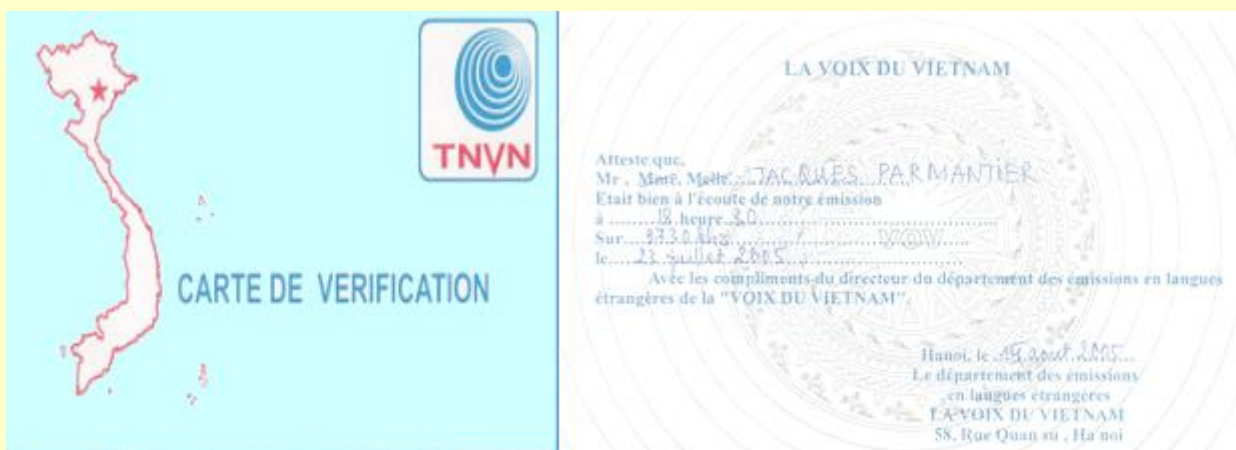 TNVN
CARTE DE VERIFICATION
LA VOIX DU VIETNAM
Atteste que,
Mr , Mme, Melle JACQUES PARMANTIER
Etait bien à l'écoute de notre émission
à ........18 heure 30........
Sur....9730 khz........
le.....23 juillet 2005........
Avec les compliments du directeur du département des émissions en langues
étrangères de la "VOIX DU VIETNAM".
VOV
Hanoi, le ..19 aout 2005..
Le département des émissions
en langues étrangères
LA VOIX DU VIETNAM
58, Rue Quan su , Ha noi